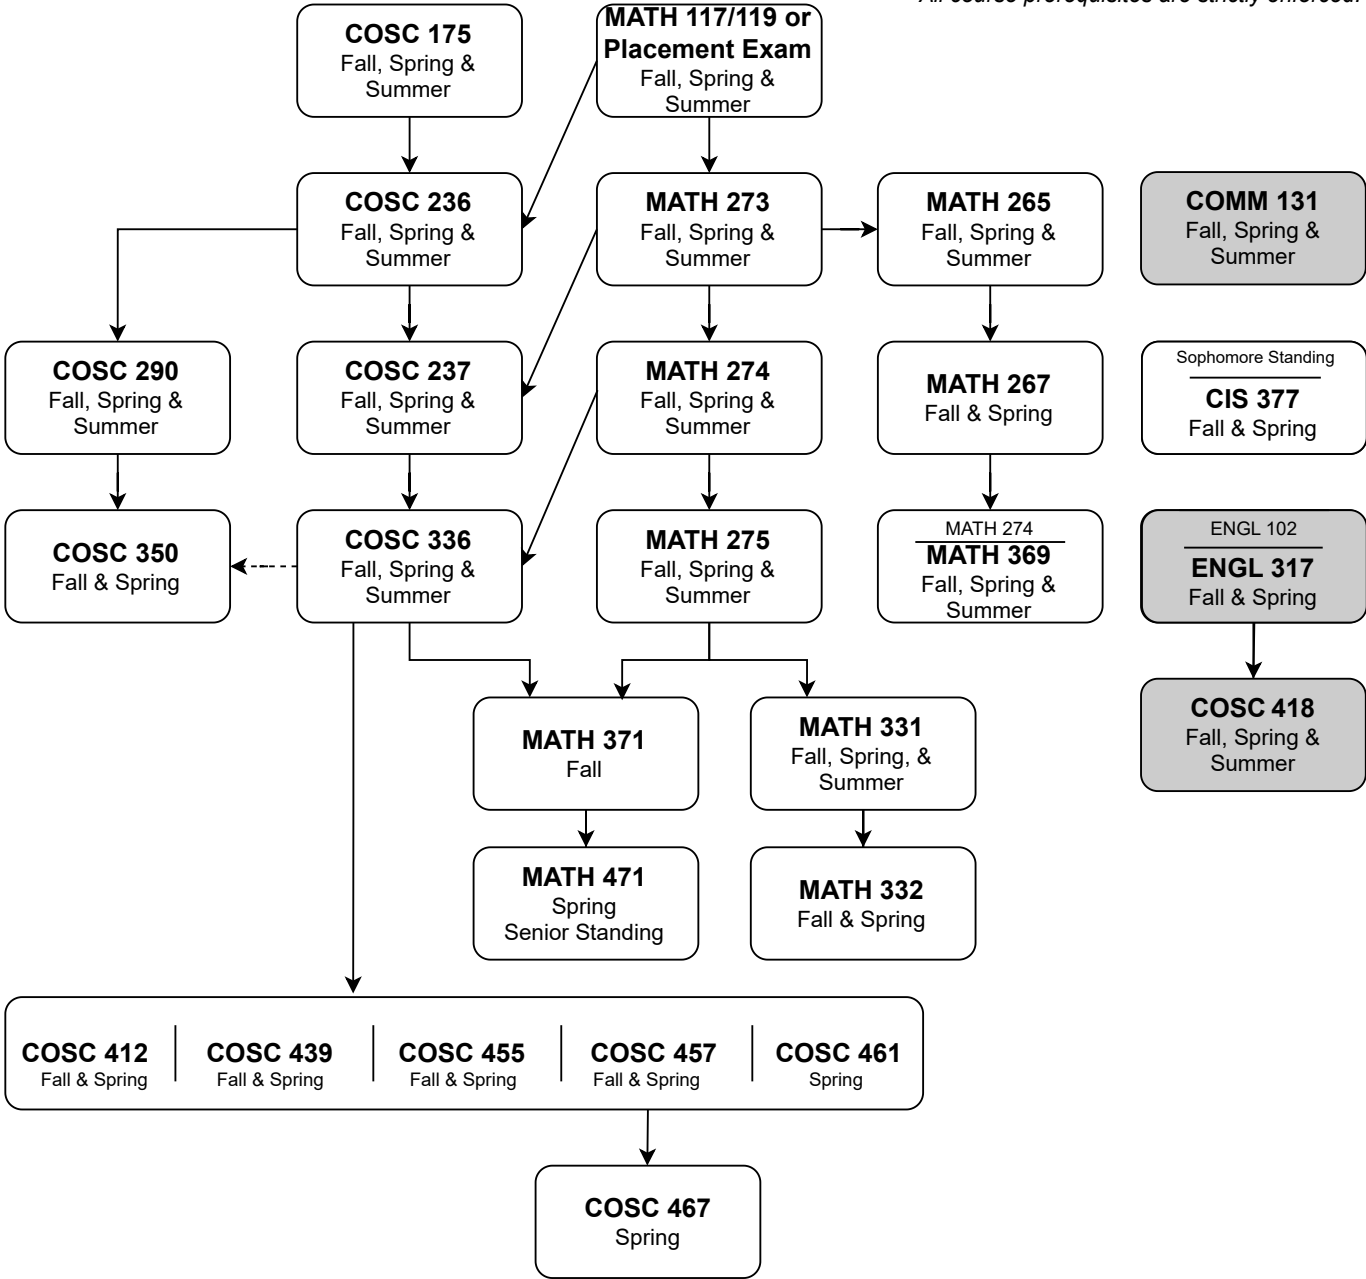 All course prerequisites are strictly enforced.
COSC 175
Fall, Spring &
Summer
MATH 117/119 or
Placement Exam
Fall, Spring &
Summer
COSC 236
Fall, Spring &
Summer
MATH 273
Fall, Spring &
Summer
MATH 265
Fall, Spring &
Summer
COMM 131
Fall, Spring &
Summer
COSC 290
Fall, Spring &
Summer
COSC 237
Fall, Spring &
Summer
MATH 274
Fall, Spring &
Summer
MATH 267
Fall & Spring
Sophomore Standing
CIS 377
Fall & Spring
COSC 350
Fall & Spring
COSC 336
Fall, Spring &
Summer
MATH 275
Fall, Spring &
Summer
MATH 274
MATH 369
Fall, Spring &
Summer
ENGL 102
ENGL 317
Fall & Spring
MATH 371
Fall
MATH 331
Fall, Spring, &
Summer
COSC 418
Fall, Spring &
Summer
MATH 471
Spring
Senior Standing
MATH 332
Fall & Spring
COSC 412
Fall & Spring
COSC 439
Fall & Spring
COSC 455
Fall & Spring
COSC 457
Fall & Spring
COSC 461
Spring
COSC 467
Spring